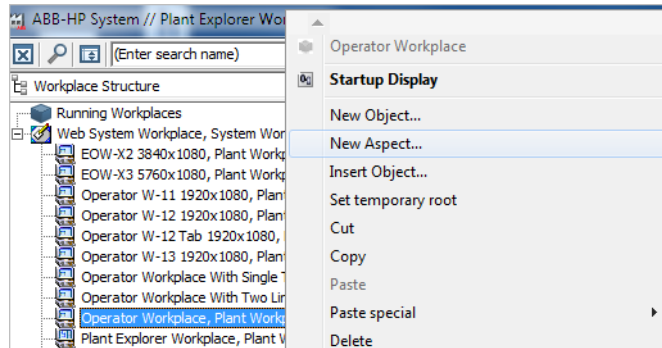 ABB-HP System // Plant Explorer Wor
(Enter search name)
Workplace Structure
Running Workplaces
Web System Workplace, System Wor
EOW-X2 3840x1080, Plant Workp
EOW-X3 5760x1080, Plant Workp
Operator W-11 1920x1080, Plan
Operator W-12 1920x1080, Plan
Operator W-12 Tab 1920x1080,
Operator W-13 1920x1080, Plan
Operator Workplace With Single T
Operator Workplace With Two Lin
Operator Workplace, Plant Workp
Plant Explorer Workplace, Plant W
Operator Workplace
Startup Display
New Object...
New Aspect...
Insert Object...
Set temporary root
Cut
Copy
Paste
Paste special
Delete